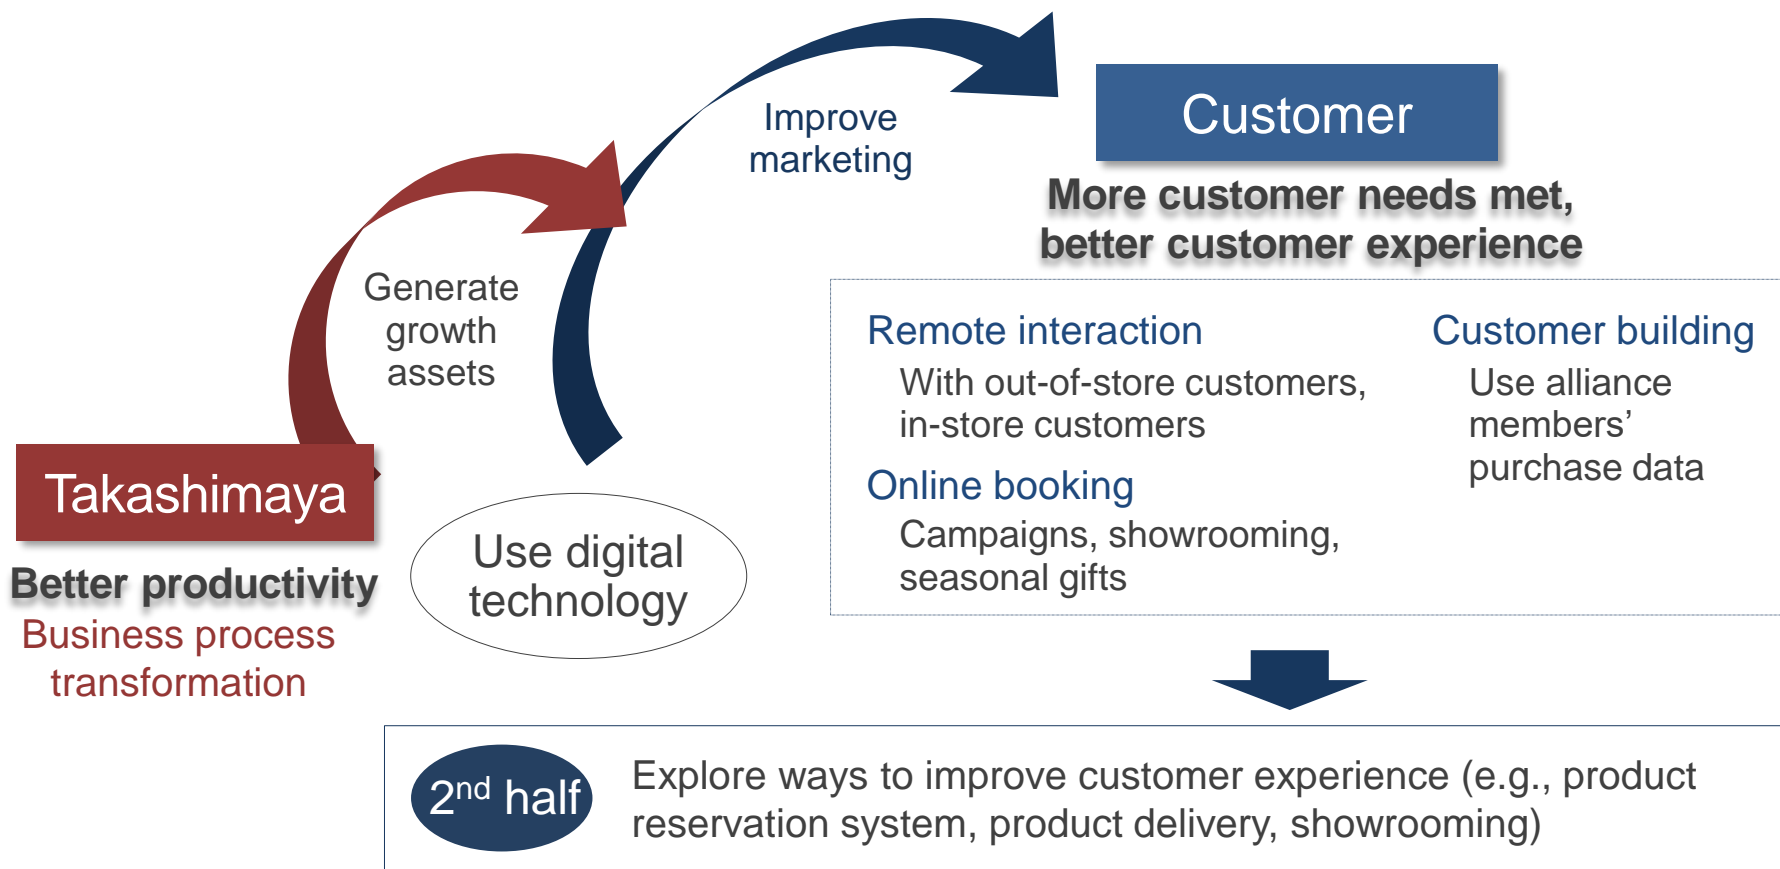 Improve
marketing
Customer
More customer needs met,
better customer experience
Generate
growth
assets
Remote interaction
With out-of-store customers,
in-store customers
Online booking
Campaigns, showrooming,
seasonal gifts
Customer building
Use alliance
members’
purchase data
Takashimaya
Better productivity
Business process
transformation
Use digital
technology
2nd half
Explore ways to improve customer experience (e.g., product
reservation system, product delivery, showrooming)